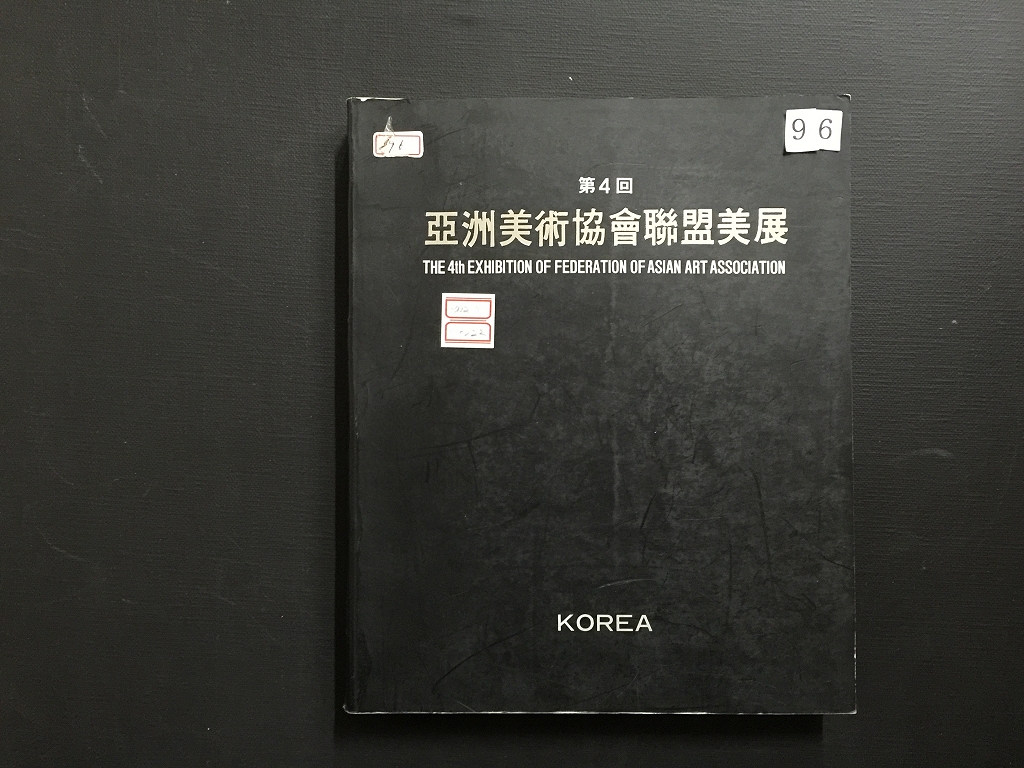 96
第4回
亞洲美術協會聯盟美展
THE 4th EXHIBITION OF FEDERATION OF ASIAN ART ASSOCIATION
KOREA